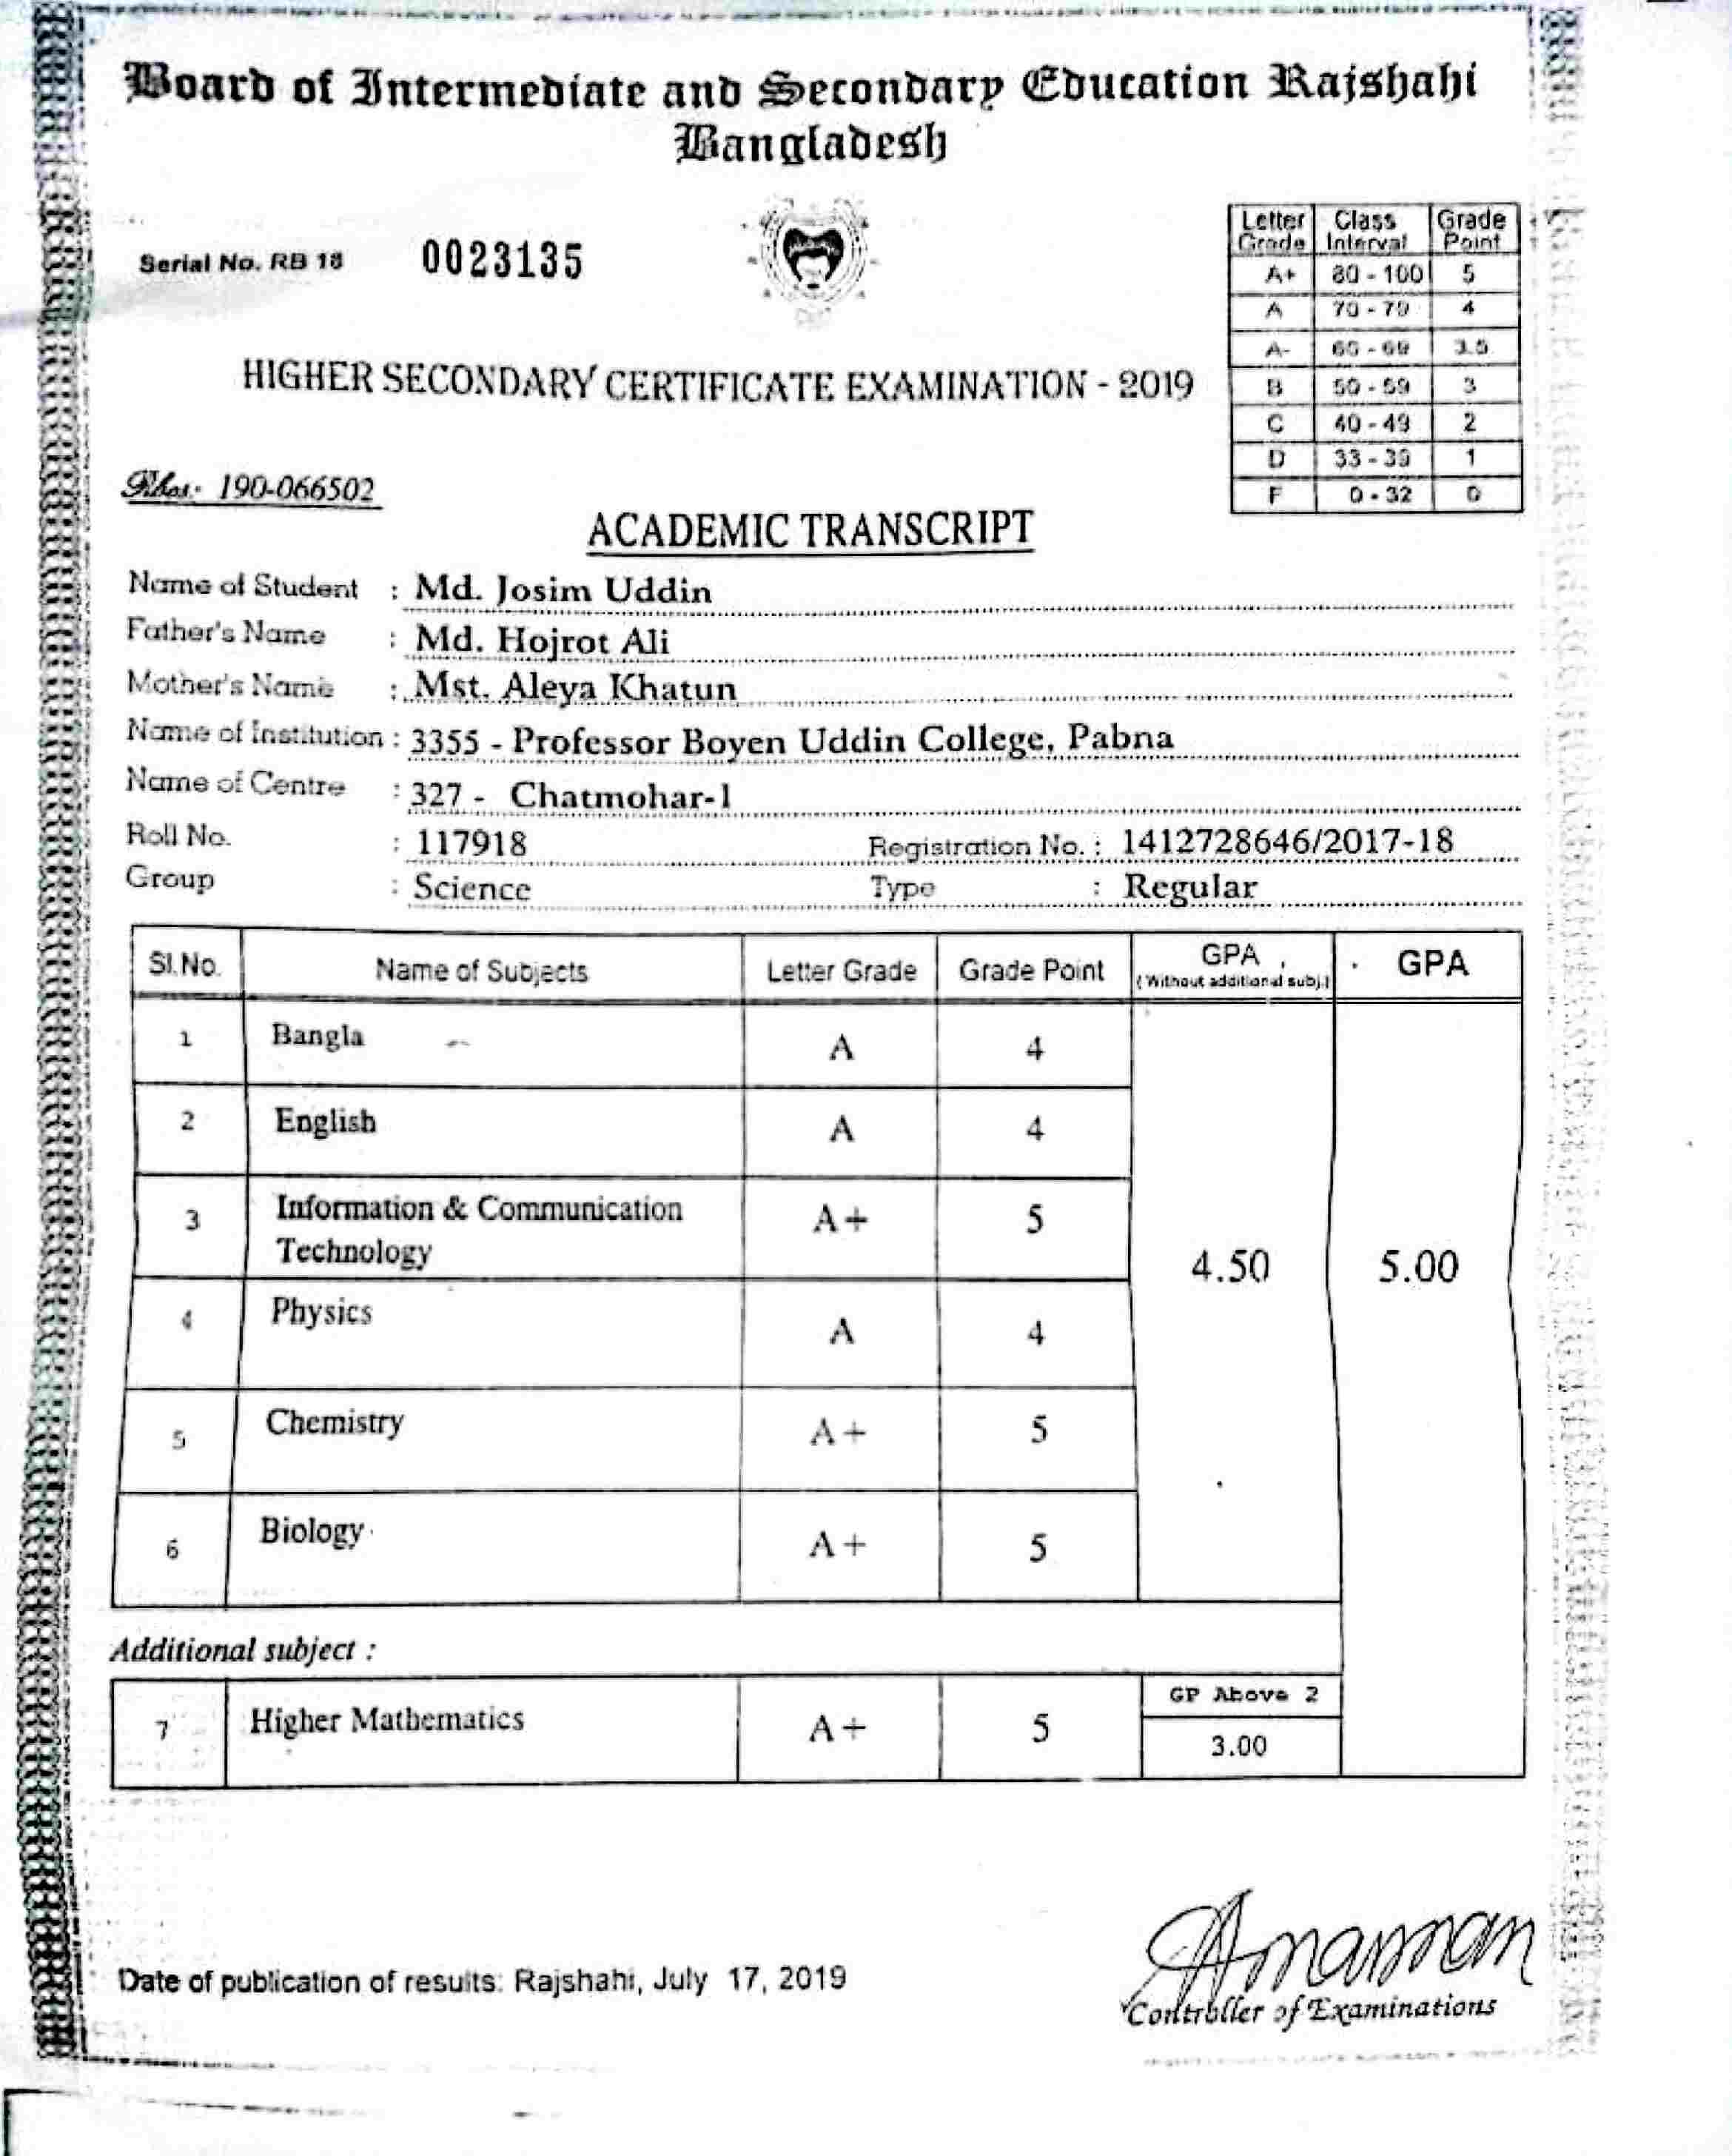 Board of Intermediate and Secondary Education Rajshahi
Bangladesh
Serial No. RB 18 0023135
Letter Grade Class Interval Grade Point
A+ 80 - 100 5
A 70 - 79 4
A- 60 - 69 3.5
B 50 - 59 3
C 40 - 49 2
D 33 - 39 1
F 0 - 32 0
HIGHER SECONDARY CERTIFICATE EXAMINATION - 2019
190-066502
ACADEMIC TRANSCRIPT
Name of Student : Md. Josim Uddin
Father's Name : Md. Hojrot Ali
Mother's Name : Mst. Aleya Khatun
Name of Institution : 3355 - Professor Boyen Uddin College, Pabna
Name of Centre : 327 - Chatmohar-1
Roll No. : 117918 Registration No. : 1412728646/2017-18
Group : Science Type : Regular
Sl.No. Name of Subjects Letter Grade Grade Point GPA (Without additional subj.) GPA
1 Bangla A 4
2 English A 4
3 Information & Communication Technology A+ 5
4.50 5.00
4 Physics A 4
5 Chemistry A+ 5
6 Biology A+ 5
Additional subject :
7 Higher Mathematics A+ 5 GP Above 2
3.00
Date of publication of results: Rajshahi, July 17, 2019
Controller of Examinations